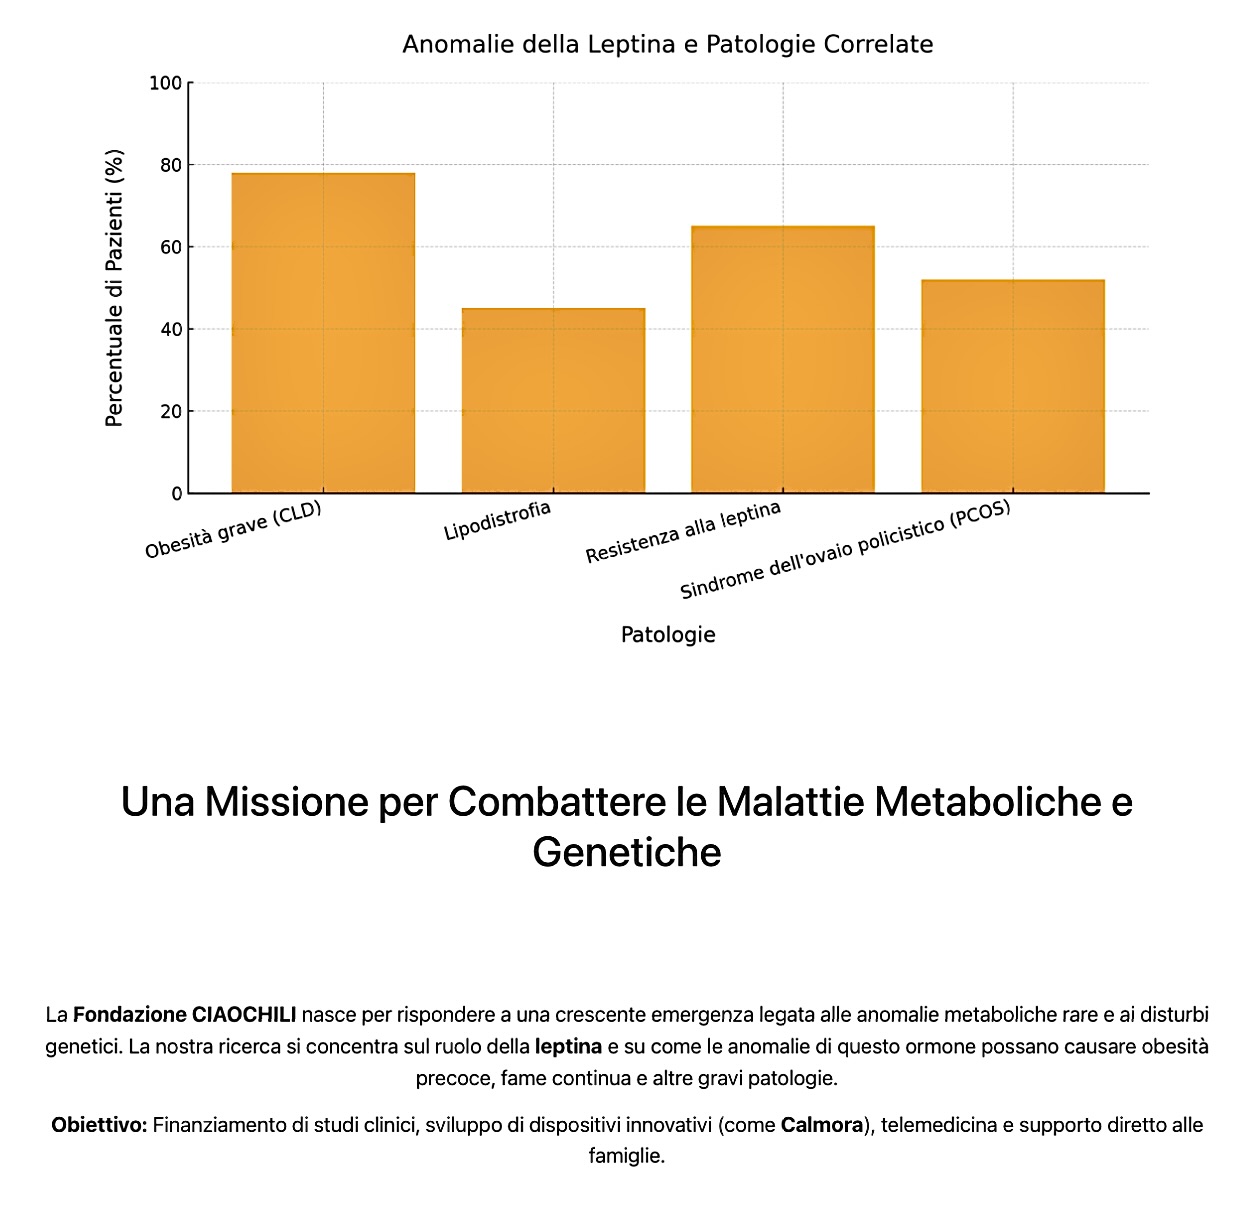 Anomalie della Leptina e Patologie Correlate
Percentuale di Pazienti (%)
100
80
60
40
20
0
Obesità grave (CLD)
Lipodistrofia
Resistenza alla leptina
Sindrome dell'ovaio policistico (PCOS)
Patologie
Una Missione per Combattere le Malattie Metaboliche e
Genetiche
La Fondazione CIAOCHILI nasce per rispondere a una crescente emergenza legata alle anomalie metaboliche rare e ai disturbi
genetici. La nostra ricerca si concentra sul ruolo della leptina e su come le anomalie di questo ormone possano causare obesità
precoce, fame continua e altre gravi patologie.
Obiettivo: Finanziamento di studi clinici, sviluppo di dispositivi innovativi (come Calmora), telemedicina e supporto diretto alle
famiglie.